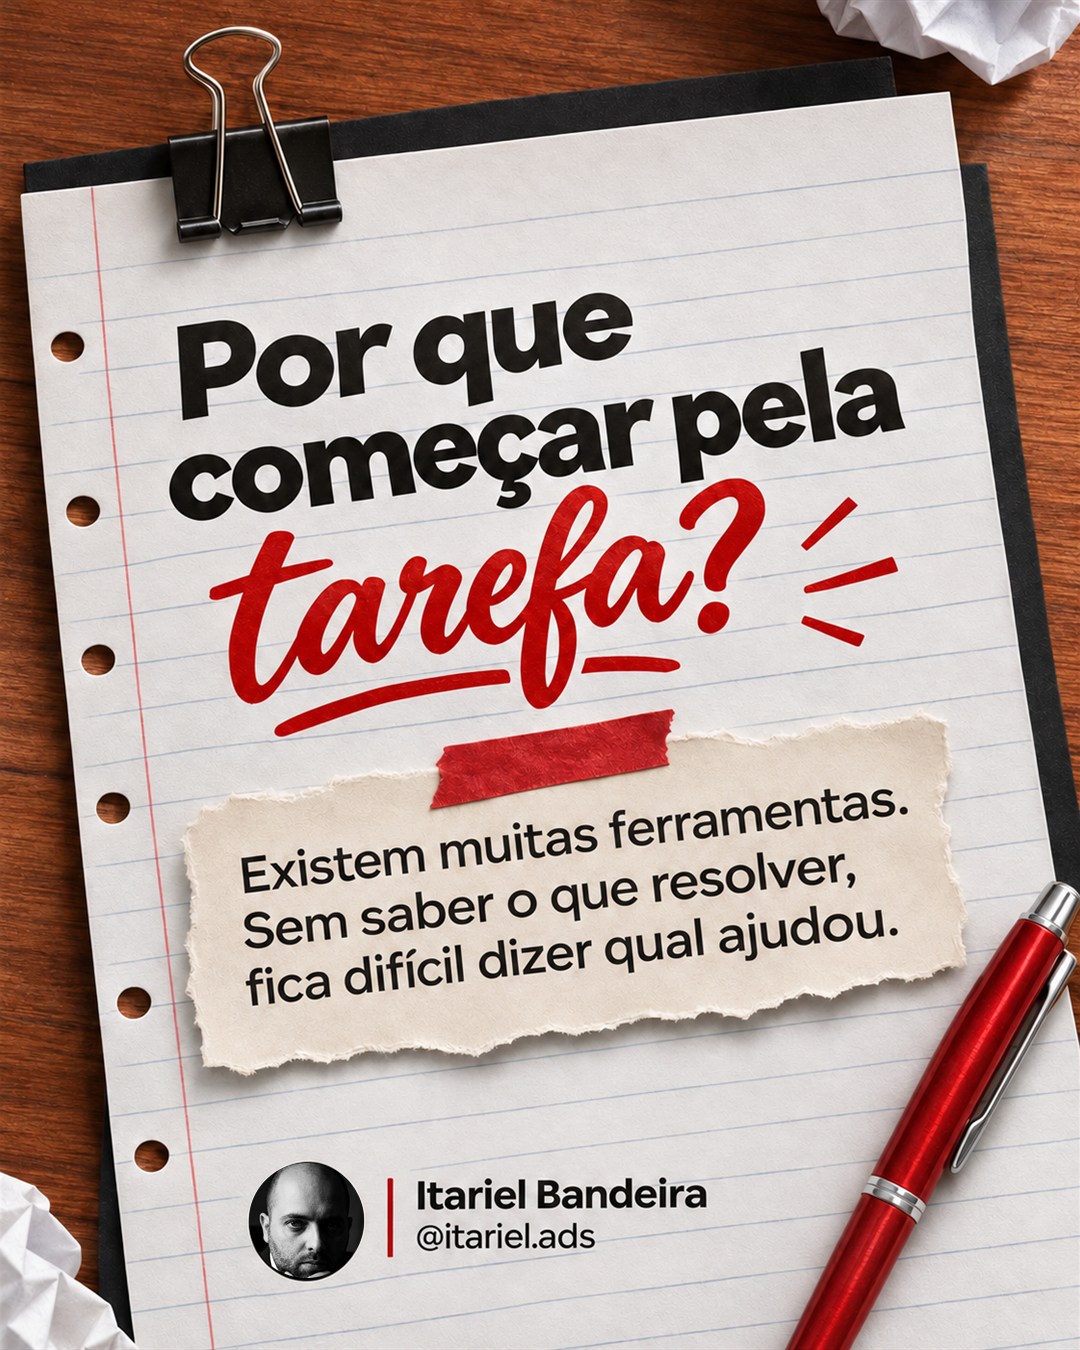 Por que
começar pela
tarefa?
Existem muitas ferramentas.
Sem saber o que resolver,
fica difícil dizer qual ajudou.
Itariel Bandeira
@itariel.ads